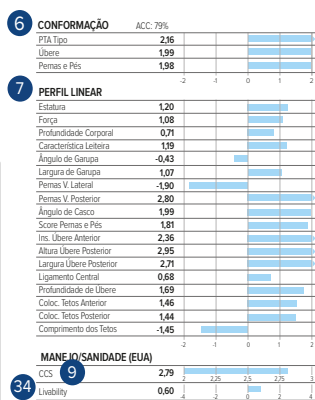 6 CONFORMAÇÃO ACC: 79%
PTA Tipo 2,16
Úbere 1,99
Pernas e Pés 1,98
-2 -1 0 1 2
7 PERFIL LINEAR
Estatura 1,20
Força 1,08
Profundidade Corporal 0,71
Característica Leiteira 1,19
Ângulo de Garupa -0,43
Largura de Garupa 1,07
Pernas V. Lateral -1,90
Pernas V. Posterior 2,80
Ângulo de Casco 1,99
Score Pernas e Pés 1,81
Ins. Úbere Anterior 2,36
Altura Úbere Posterior 2,95
Largura Úbere Posterior 2,71
Ligamento Central 0,68
Profundidade de Úbere 1,69
Coloc. Tetos Anterior 1,46
Coloc. Tetos Posterior 1,44
Comprimento dos Tetos -1,45
-2 -1 0 1 2
MANEJO/SANIDADE (EUA)
CCS 9 2,79
2 2,25 2,5 2,75 3
34 Livability 0,60
-4 -2 0 2 4